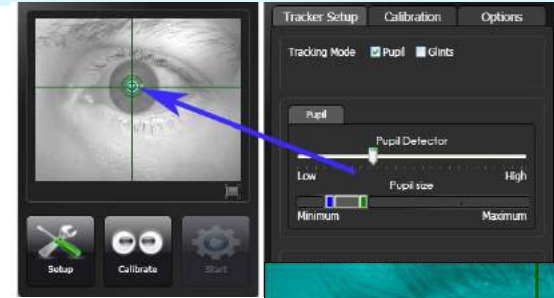 Tracker Setup Calibration Options
Tracking Mode Pupil Glints
Pupil
Pupil Detector
Low High
Pupil size
Minimum Maximum
Setup Calibrate Start